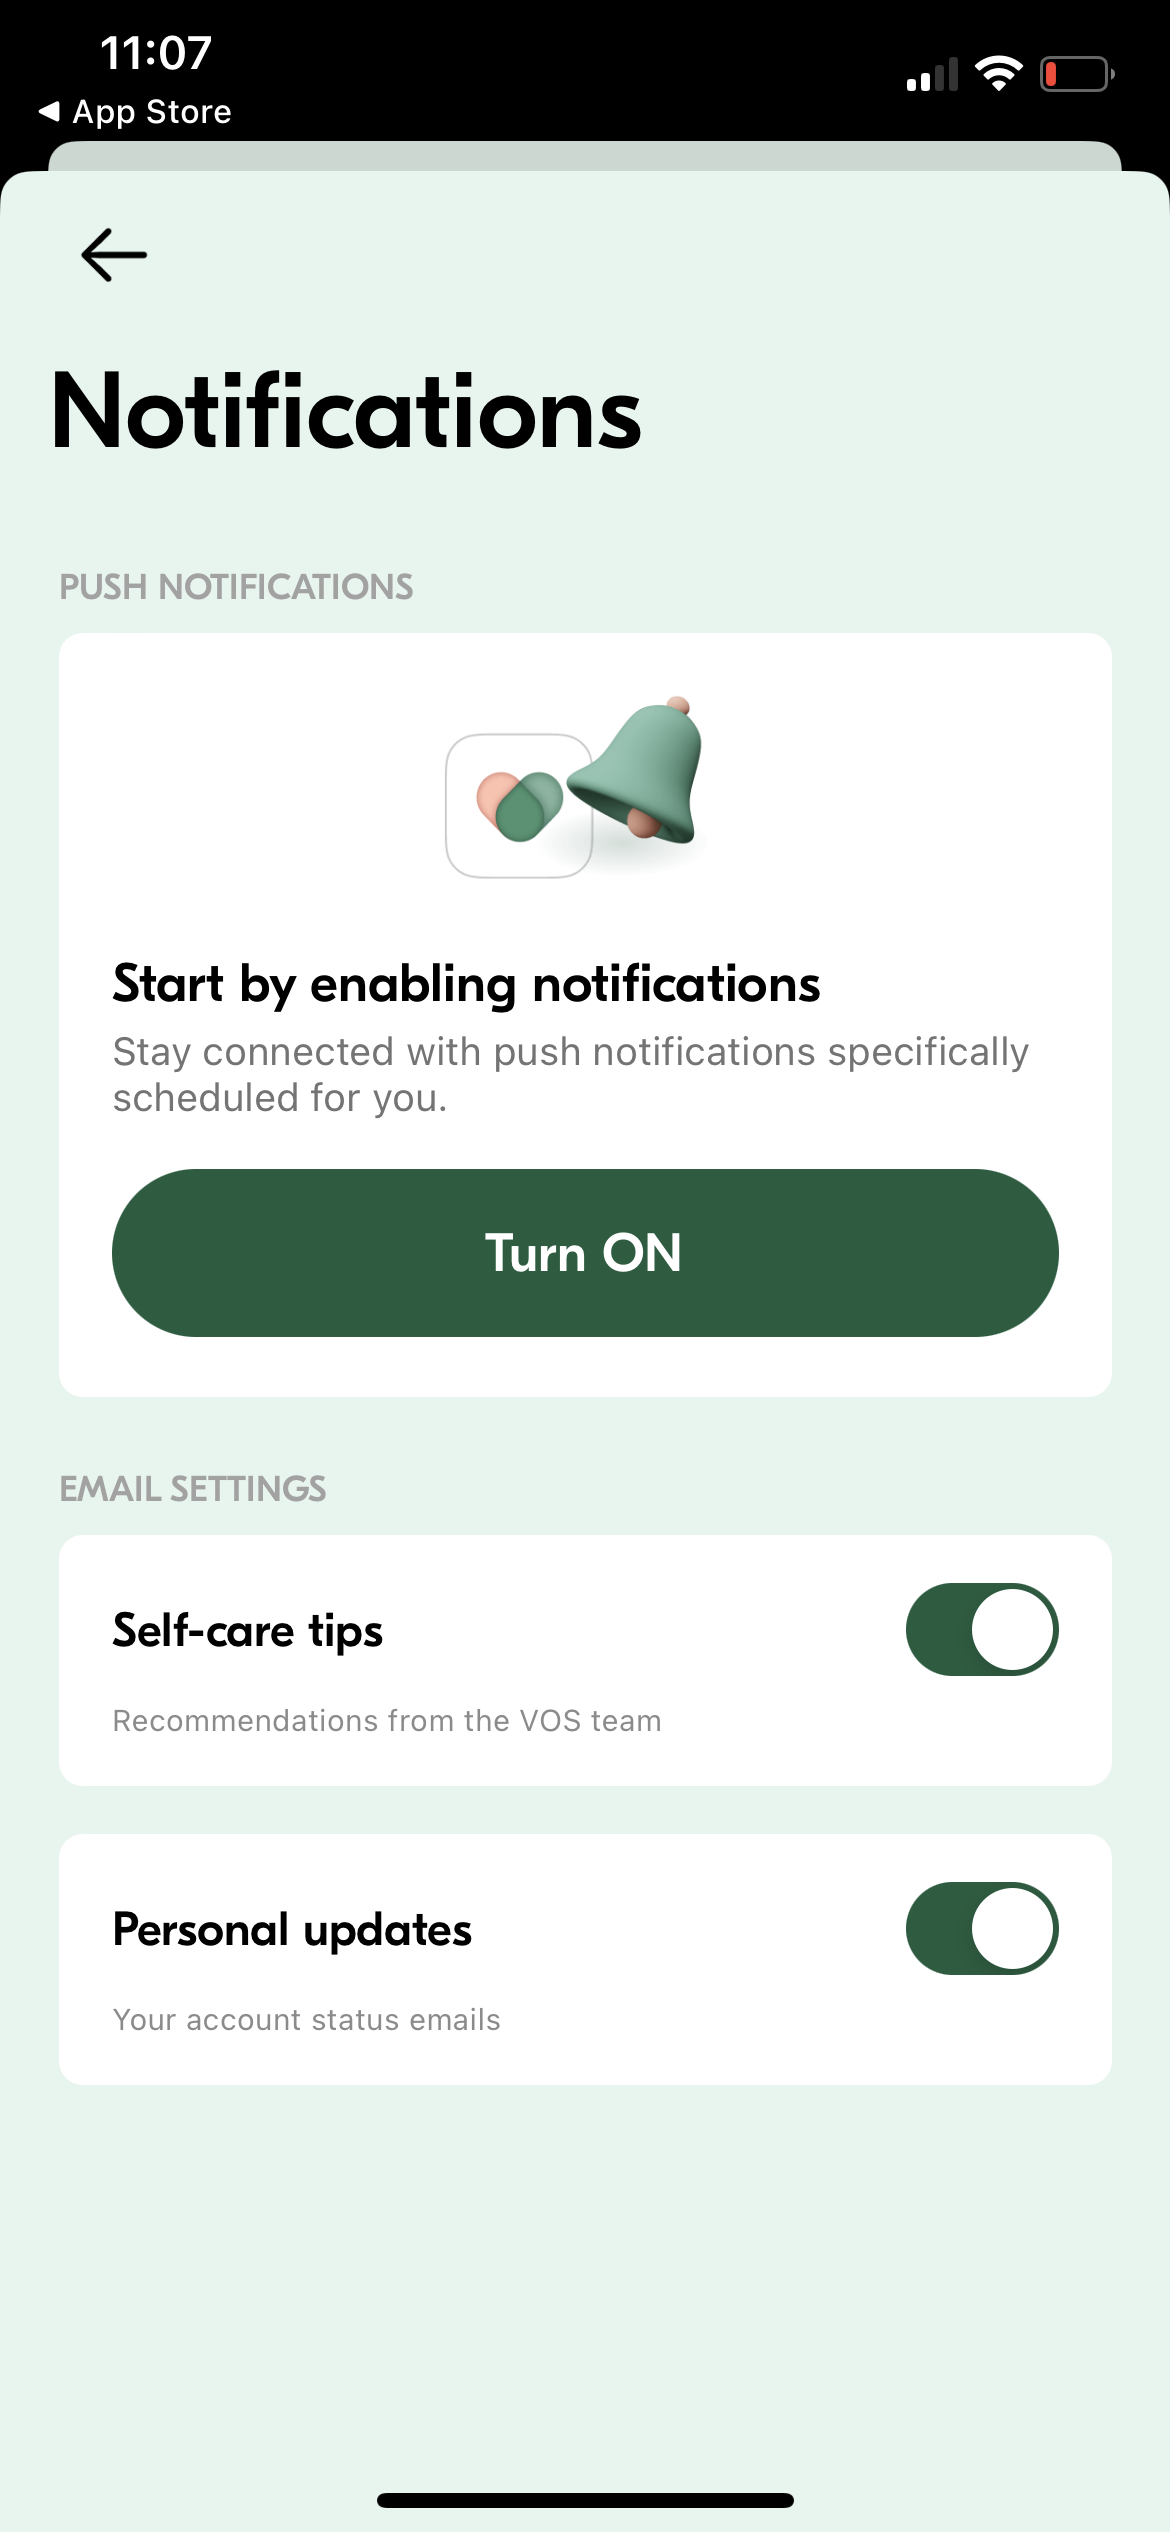 11:07
App Store
Notifications
PUSH NOTIFICATIONS
Start by enabling notifications
Stay connected with push notifications specifically
scheduled for you.
Turn ON
EMAIL SETTINGS
Self-care tips
Recommendations from the VOS team
Personal updates
Your account status emails